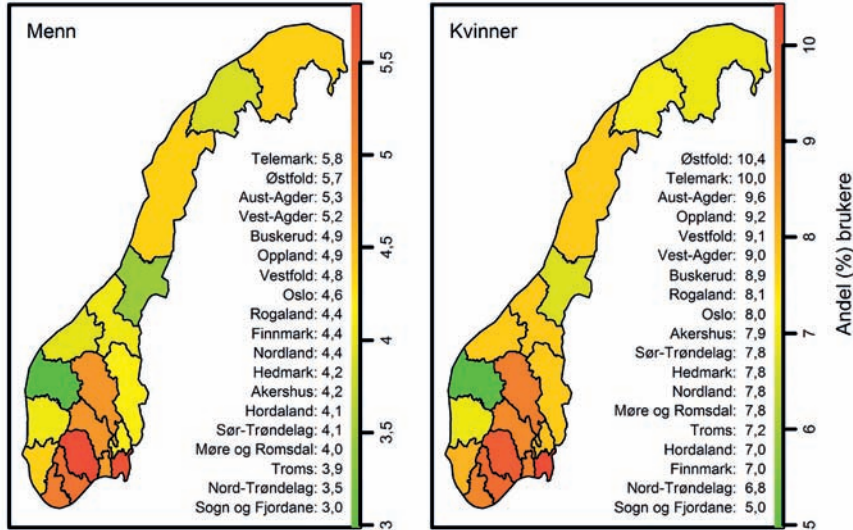 Menn
Telemark: 5,8
Østfold: 5,7
Aust-Agder: 5,3
Vest-Agder: 5,2
Buskerud: 4,9
Oppland: 4,9
Vestfold: 4,8
Oslo: 4,6
Rogaland: 4,4
Finnmark: 4,4
Nordland: 4,4
Hedmark: 4,2
Akershus: 4,2
Hordaland: 4,1
Sør-Trøndelag: 4,1
Møre og Romsdal: 4,0
Troms: 3,9
Nord-Trøndelag: 3,5
Sogn og Fjordane: 3,0
5,5
5
4,5
4
3,5
3
Kvinner
Østfold: 10,4
Telemark: 10,0
Aust-Agder: 9,6
Oppland: 9,2
Vestfold: 9,1
Vest-Agder: 9,0
Buskerud: 8,9
Rogaland: 8,1
Oslo: 8,0
Akershus: 7,9
Sør-Trøndelag: 7,8
Hedmark: 7,8
Nordland: 7,8
Møre og Romsdal: 7,8
Troms: 7,2
Hordaland: 7,0
Finnmark: 7,0
Nord-Trøndelag: 6,8
Sogn og Fjordane: 5,0
10
9
8
7
6
5
Andel (%) brukere